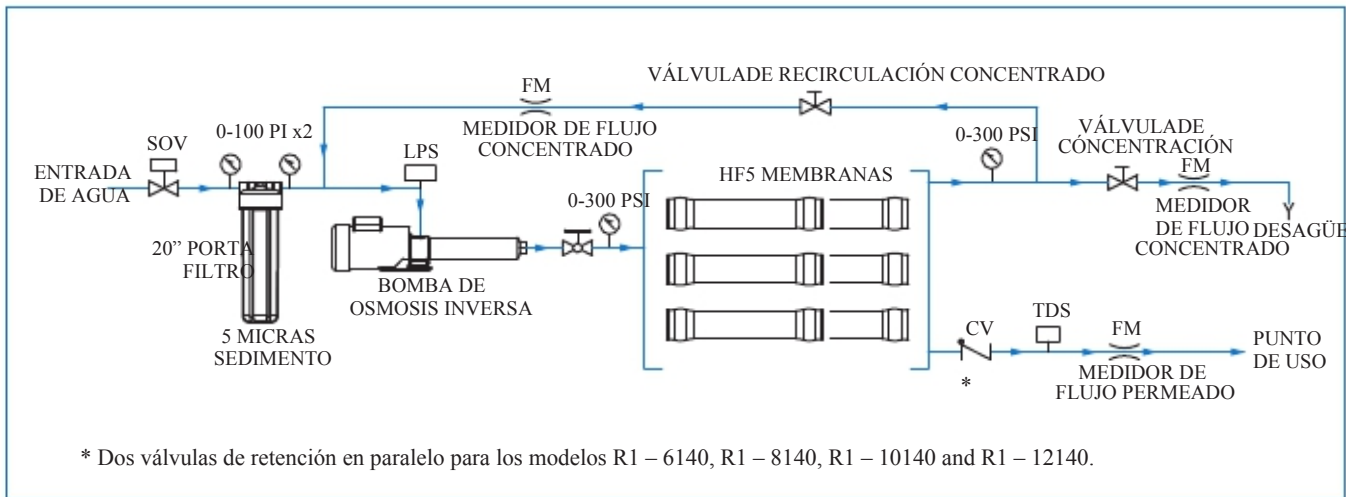 VÁLVULADE RECIRCULACIÓN CONCENTRADO
FM
MEDIDOR DE FLUJO
CONCENTRADO
0-100 PI x2
SOV
ENTRADA
DE AGUA
LPS
0-300 PSI
HF5 MEMBRANAS
0-300 PSI
VÁLVULADE
CÓNCENTRACIÓN
FM
MEDIDOR
DE FLUJO
CONCENTRADO
DESAGÜE
20” PORTA
FILTRO
5 MICRAS
SEDIMENTO
BOMBA DE
OSMOSIS INVERSA
CV
*
TDS
FM
MEDIDOR DE
FLUJO PERMEADO
PUNTO
DE USO
* Dos válvulas de retención en paralelo para los modelos R1 – 6140, R1 – 8140, R1 – 10140 and R1 – 12140.